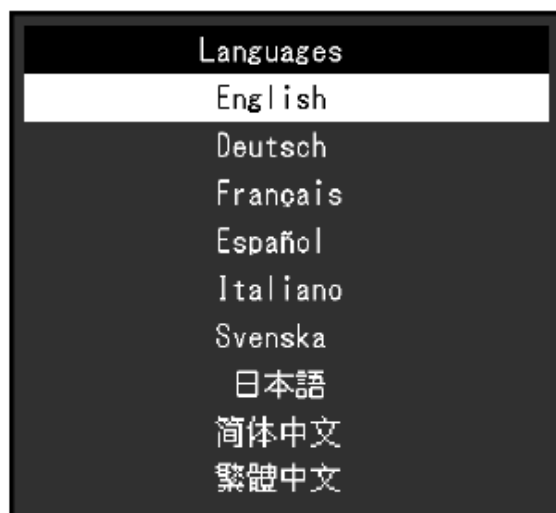 Languages
English
Deutsch
Français
Español
Italiano
Svenska
日本語
简体中文
繁體中文